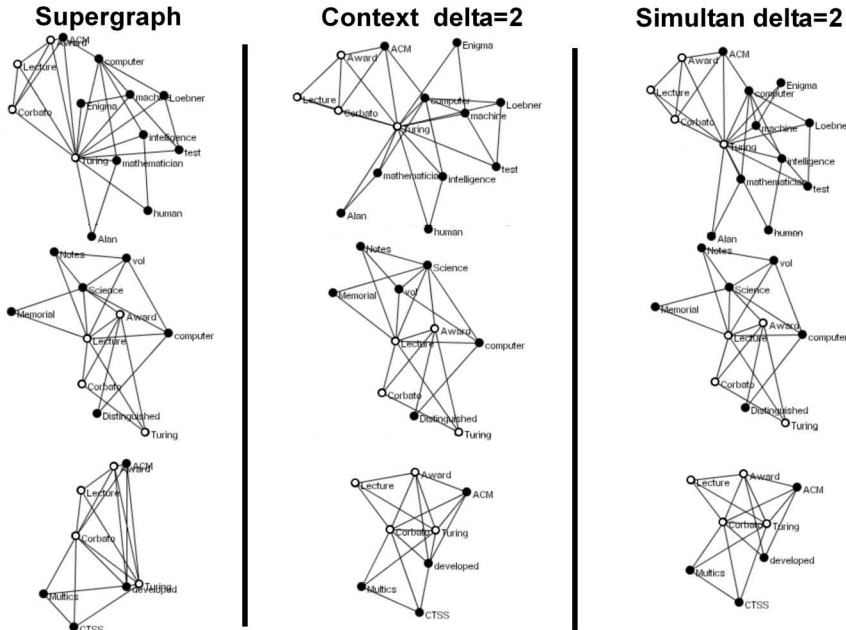 Supergraph
Context delta=2
Simultan delta=2
ACM
Award
computer
Lecture
machine
Loebner
Enigma
Corbato
intelligence
test
Turing
mathematician
human
Alan
Notes
vol
Science
Memorial
Award
computer
Lecture
Corbato
Distinguished
Turing
ACM
Award
Lecture
Corbato
Turing
developed
Multics
CTSS
Enigma
ACM
Award
Lecture
computer
Loebner
Corbato
machine
Turing
test
mathematician
intelligence
Alan
human
Notes
Science
vol
Memorial
Award
Lecture
computer
Corbato
Distinguished
Turing
Award
Lecture
ACM
Corbato
Turing
developed
Multics
CTSS
ACM
Award
Enigma
Lecture
computer
Corbato
machine
Loebner
Turing
intelligence
mathematician
test
Alan
human
Notes
vol
Science
Memorial
Award
Lecture
computer
Corbato
Distinguished
Turing
Award
Lecture
ACM
Corbato
Turing
developed
Multics
CTSS